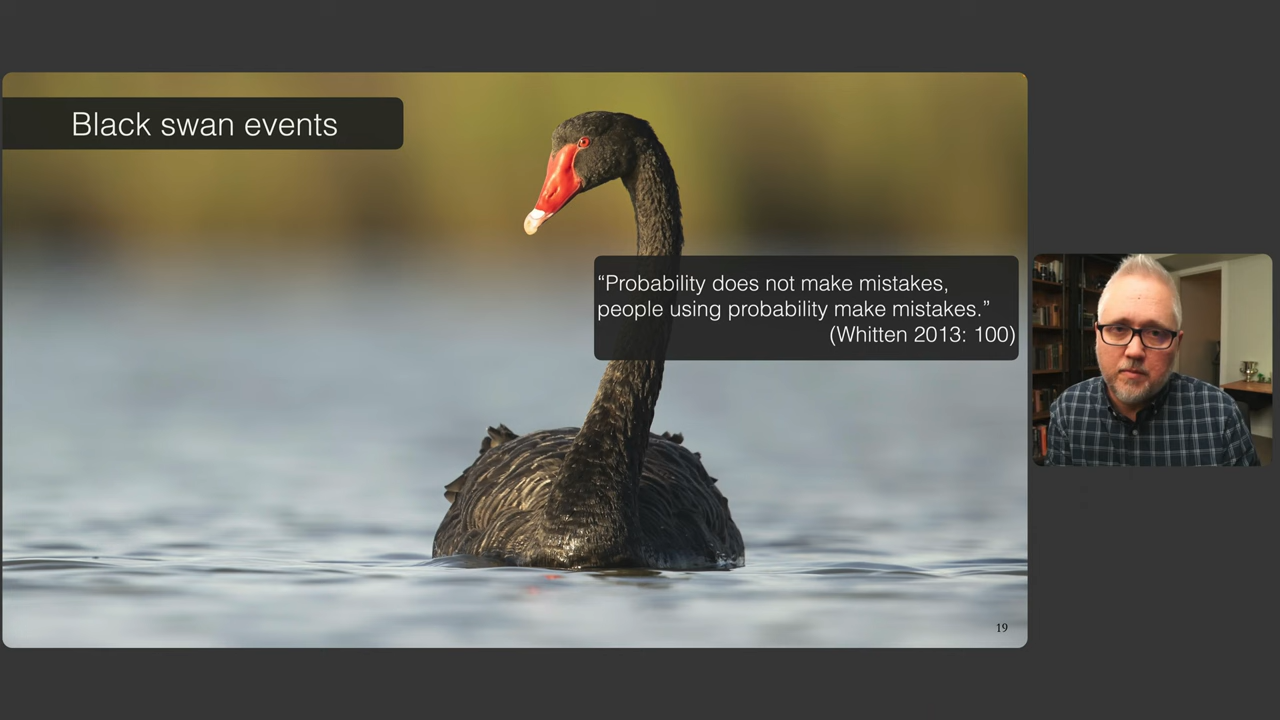 Black swan events
“Probability does not make mistakes,
people using probability make mistakes.”
(Whitten 2013: 100)
19